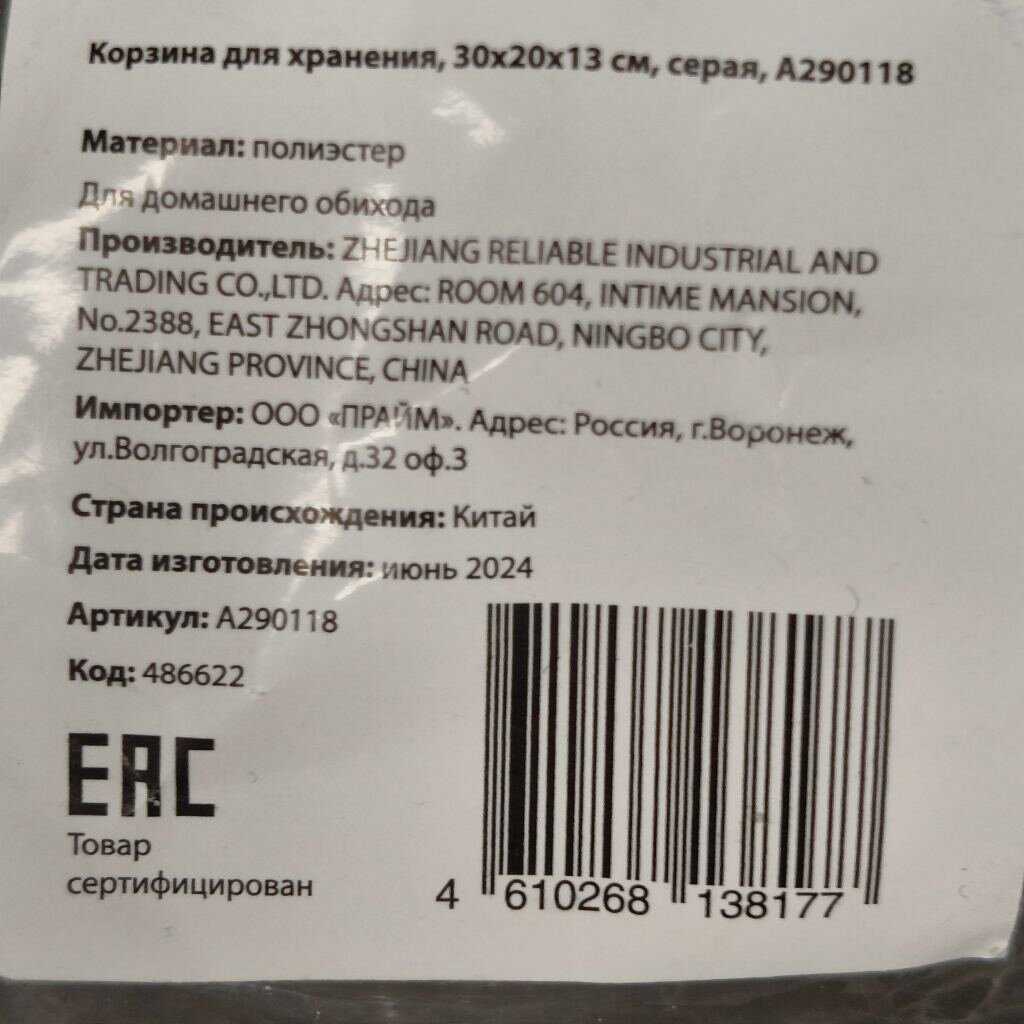 Корзина для хранения, 30х20х13 см, серая, А290118
Материал: полиэстер
Для домашнего обихода
Производитель: ZHEJIANG RELIABLE INDUSTRIAL AND
TRADING CO.,LTD. Адрес: ROOM 604, INTIME MANSION,
No.2388, EAST ZHONGSHAN ROAD, NINGBO CITY,
ZHEJIANG PROVINCE, CHINA
Импортер: ООО «ПРАЙМ». Адрес: Россия, г.Воронеж,
ул.Волгоградская, д.32 оф.3
Страна происхождения: Китай
Дата изготовления: июнь 2024
Артикул: А290118
Код: 486622
EAC
Товар
сертифицирован
4 610268 138177